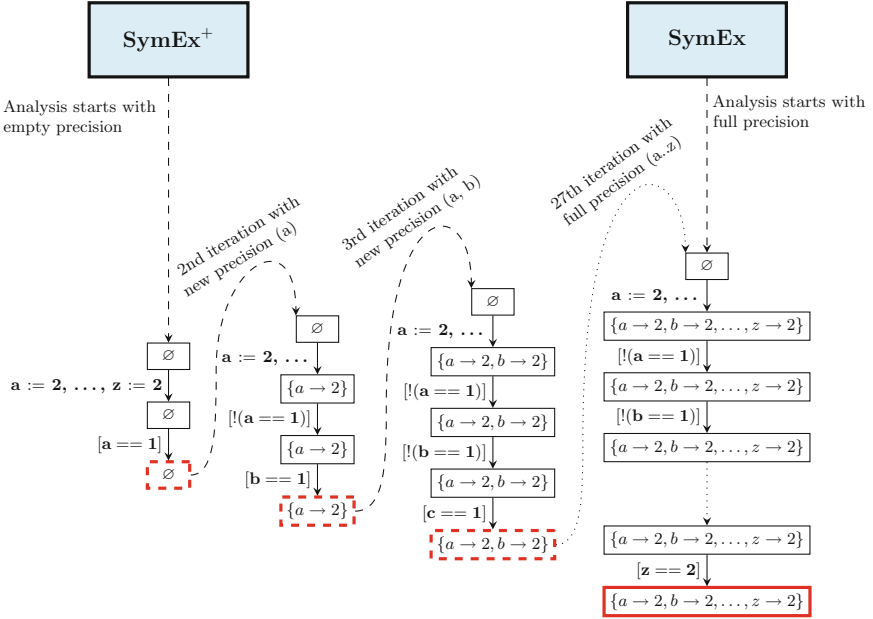 SymEx⁺
Analysis starts with
empty precision
∅
a := 2, ..., z := 2
∅
[a == 1]
∅
2nd iteration with
new precision (a)
∅
a := 2, ...
{a → 2}
[!(a == 1)]
{a → 2}
[b == 1]
{a → 2}
3rd iteration with
new precision (a, b)
∅
a := 2, ...
{a → 2, b → 2}
[!(a == 1)]
{a → 2, b → 2}
[!(b == 1)]
{a → 2, b → 2}
[c == 1]
{a → 2, b → 2}
27th iteration with
full precision (a..z)
SymEx
Analysis starts with
full precision
∅
a := 2, ...
{a → 2, b → 2, ..., z → 2}
[!(a == 1)]
{a → 2, b → 2, ..., z → 2}
[!(b == 1)]
{a → 2, b → 2, ..., z → 2}
{a → 2, b → 2, ..., z → 2}
[z == 2]
{a → 2, b → 2, ..., z → 2}